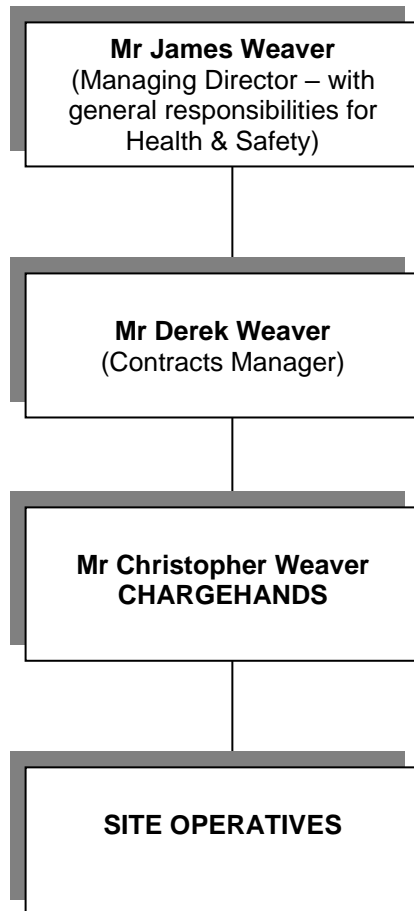 Mr James Weaver
(Managing Director – with
general responsibilities for
Health & Safety)
Mr Derek Weaver
(Contracts Manager)
Mr Christopher Weaver
CHARGEHANDS
SITE OPERATIVES